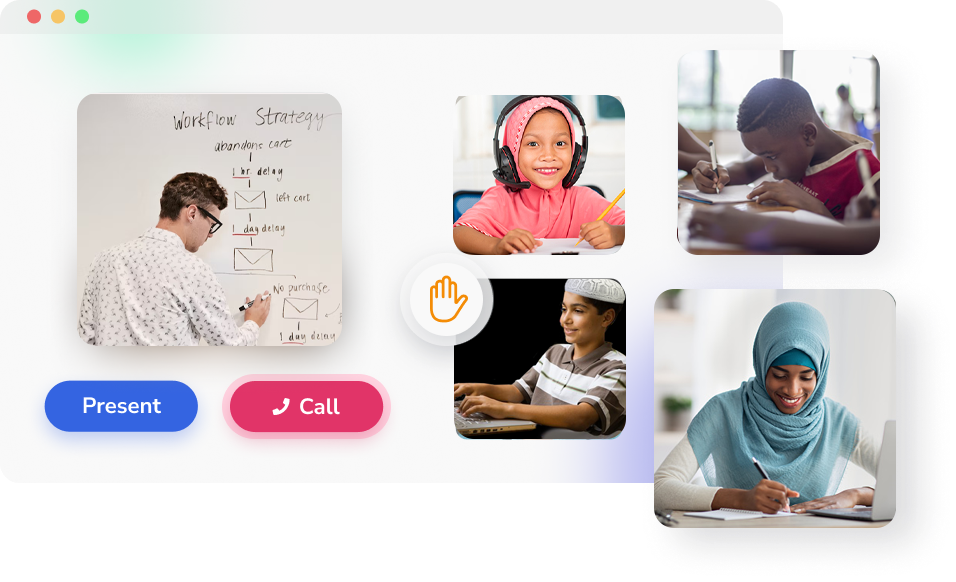 Workflow Strategy
abandons cart
1 hr. delay
left cart
1 day delay
No purchase
1 day delay
Present
Call